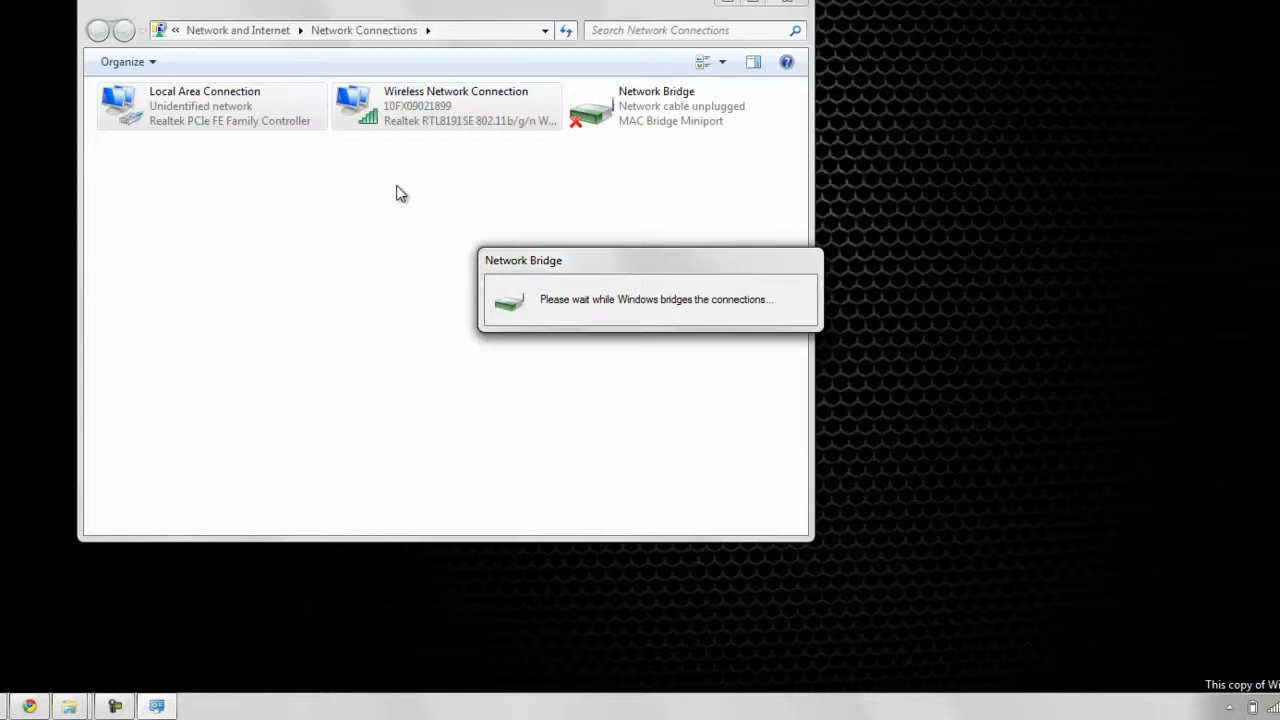 « Network and Internet Network Connections
Search Network Connections
Organize
Local Area Connection
Unidentified network
Realtek PCIe FE Family Controller
Wireless Network Connection
10FX09021899
Realtek RTL8191SE 802.11b/g/n W...
Network Bridge
Network cable unplugged
MAC Bridge Miniport
Network Bridge
Please wait while Windows bridges the connections...
This copy of Wi